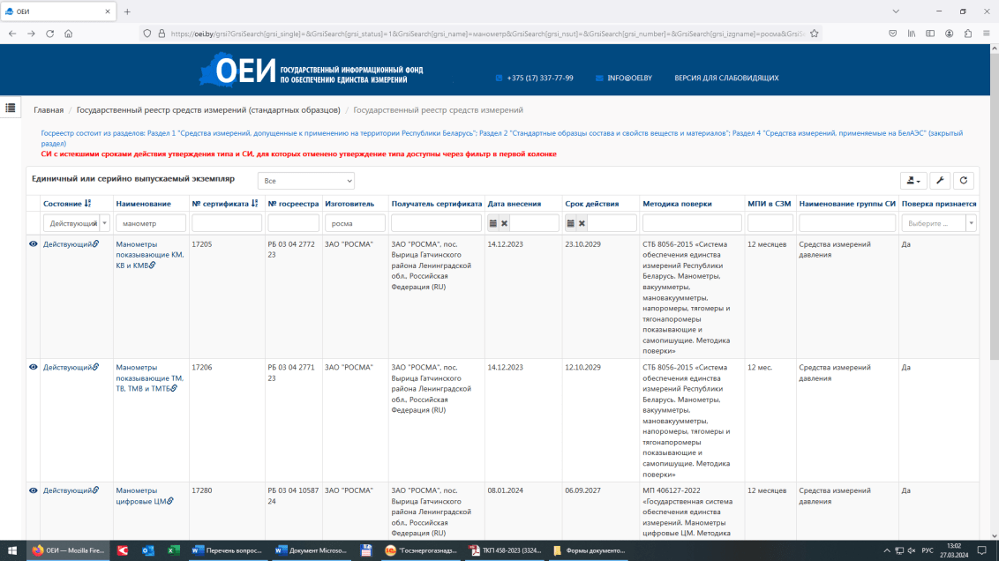 ОЕИ
https://oei.by/grsi?GrsiSearch[grsi_single]=&GrsiSearch[grsi_status]=1&GrsiSearch[grsi_name]=манометр&GrsiSearch[grsi_nsut]=&GrsiSearch[grsi_number]=&GrsiSearch[grsi_izgname]=росма&GrsiS
ОЕИ
ГОСУДАРСТВЕННЫЙ ИНФОРМАЦИОННЫЙ ФОНД
ПО ОБЕСПЕЧЕНИЮ ЕДИНСТВА ИЗМЕРЕНИЙ
+375 (17) 337-77-99
INFO@OEI.BY
ВЕРСИЯ ДЛЯ СЛАБОВИДЯЩИХ
Главная / Государственный реестр средств измерений (стандартных образцов) / Государственный реестр средств измерений
Госреестр состоит из разделов: Раздел 1 "Средства измерений, допущенные к применению на территории Республики Беларусь"; Раздел 2 "Стандартные образцы состава и свойств веществ и материалов"; Раздел 4 "Средства измерений, применяемые на БелАЭС" (закрытый
раздел)
СИ с истекшими сроками действия утверждения типа и СИ, для которых отменено утверждение типа доступны через фильтр в первой колонке
Единичный или серийно выпускаемый экземпляр
Все
Состояние Наименование № сертификата № госреестра Изготовитель Получатель сертификата Дата внесения Срок действия Методика поверки МПИ в СЗМ Наименование группы СИ Поверка признается
Действующий манометр росма Выберите ...
Действующий
Манометры
показывающие КМ,
КВ и КМВ
17205
РБ 03 04 2772
23
ЗАО "РОСМА"
ЗАО "РОСМА", пос.
Вырица Гатчинского
района Ленинградской
обл., Российская
Федерация (RU)
14.12.2023
23.10.2029
СТБ 8056-2015 «Система
обеспечения единства
измерений Республики
Беларусь. Манометры,
вакуумметры,
мановакуумметры,
напоромеры, тягомеры и
тягонапоромеры
показывающие и
самопишущие. Методика
поверки»
12 месяцев
Средства измерений
давления
Да
Действующий
Манометры
показывающие ТМ,
ТВ, ТМВ и ТМТБ
17206
РБ 03 04 2771
23
ЗАО "РОСМА"
ЗАО "РОСМА", пос.
Вырица Гатчинского
района Ленинградской
обл., Российская
Федерация (RU)
14.12.2023
12.10.2029
СТБ 8056-2015 «Система
обеспечения единства
измерений Республики
Беларусь. Манометры,
вакуумметры,
мановакуумметры,
напоромеры, тягомеры и
тягонапоромеры
показывающие и
самопишущие. Методика
поверки»
12 мес.
Средства измерений
давления
Да
Действующий
Манометры
цифровые ЦМ
17280
РБ 03 04 10587
24
ЗАО "РОСМА"
ЗАО "РОСМА", пос.
Вырица Гатчинского
района Ленинградской
обл., Российская
Федерация (RU)
08.01.2024
06.09.2027
МП 406127-2022
«Государственная система
обеспечения единства
измерений. Манометры
цифровые ЦМ. Методика
12 месяцев
Средства измерений
давления
Да
ОЕИ — Mozilla Fire...
Перечень вопрос...
Документ Microso...
"Госэнергогазнадз...
ТКП 458-2023 (3324...
Формы документо...
РУС
13:02
27.03.2024